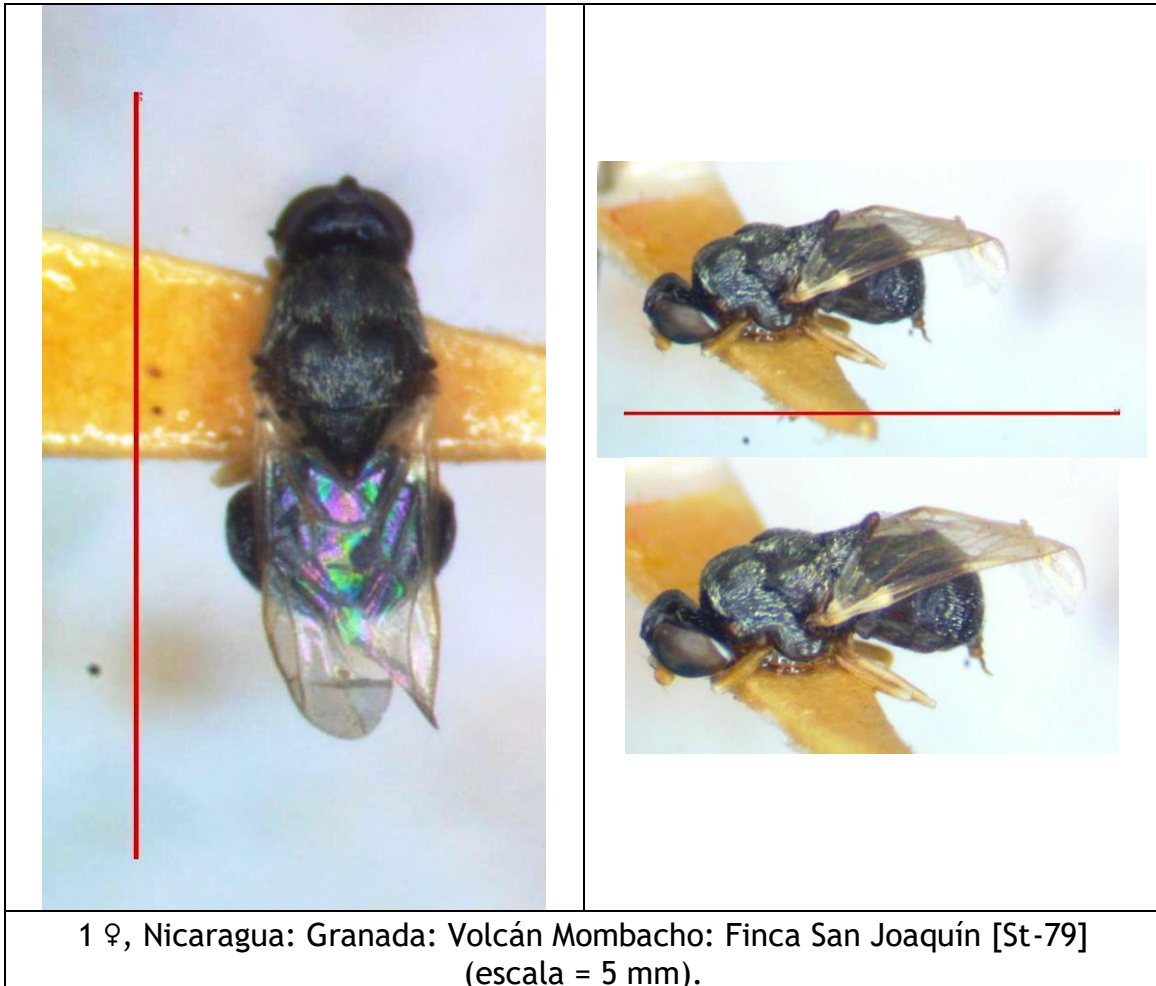 1 ♀, Nicaragua: Granada: Volcán Mombacho: Finca San Joaquín [St-79]
(escala = 5 mm).